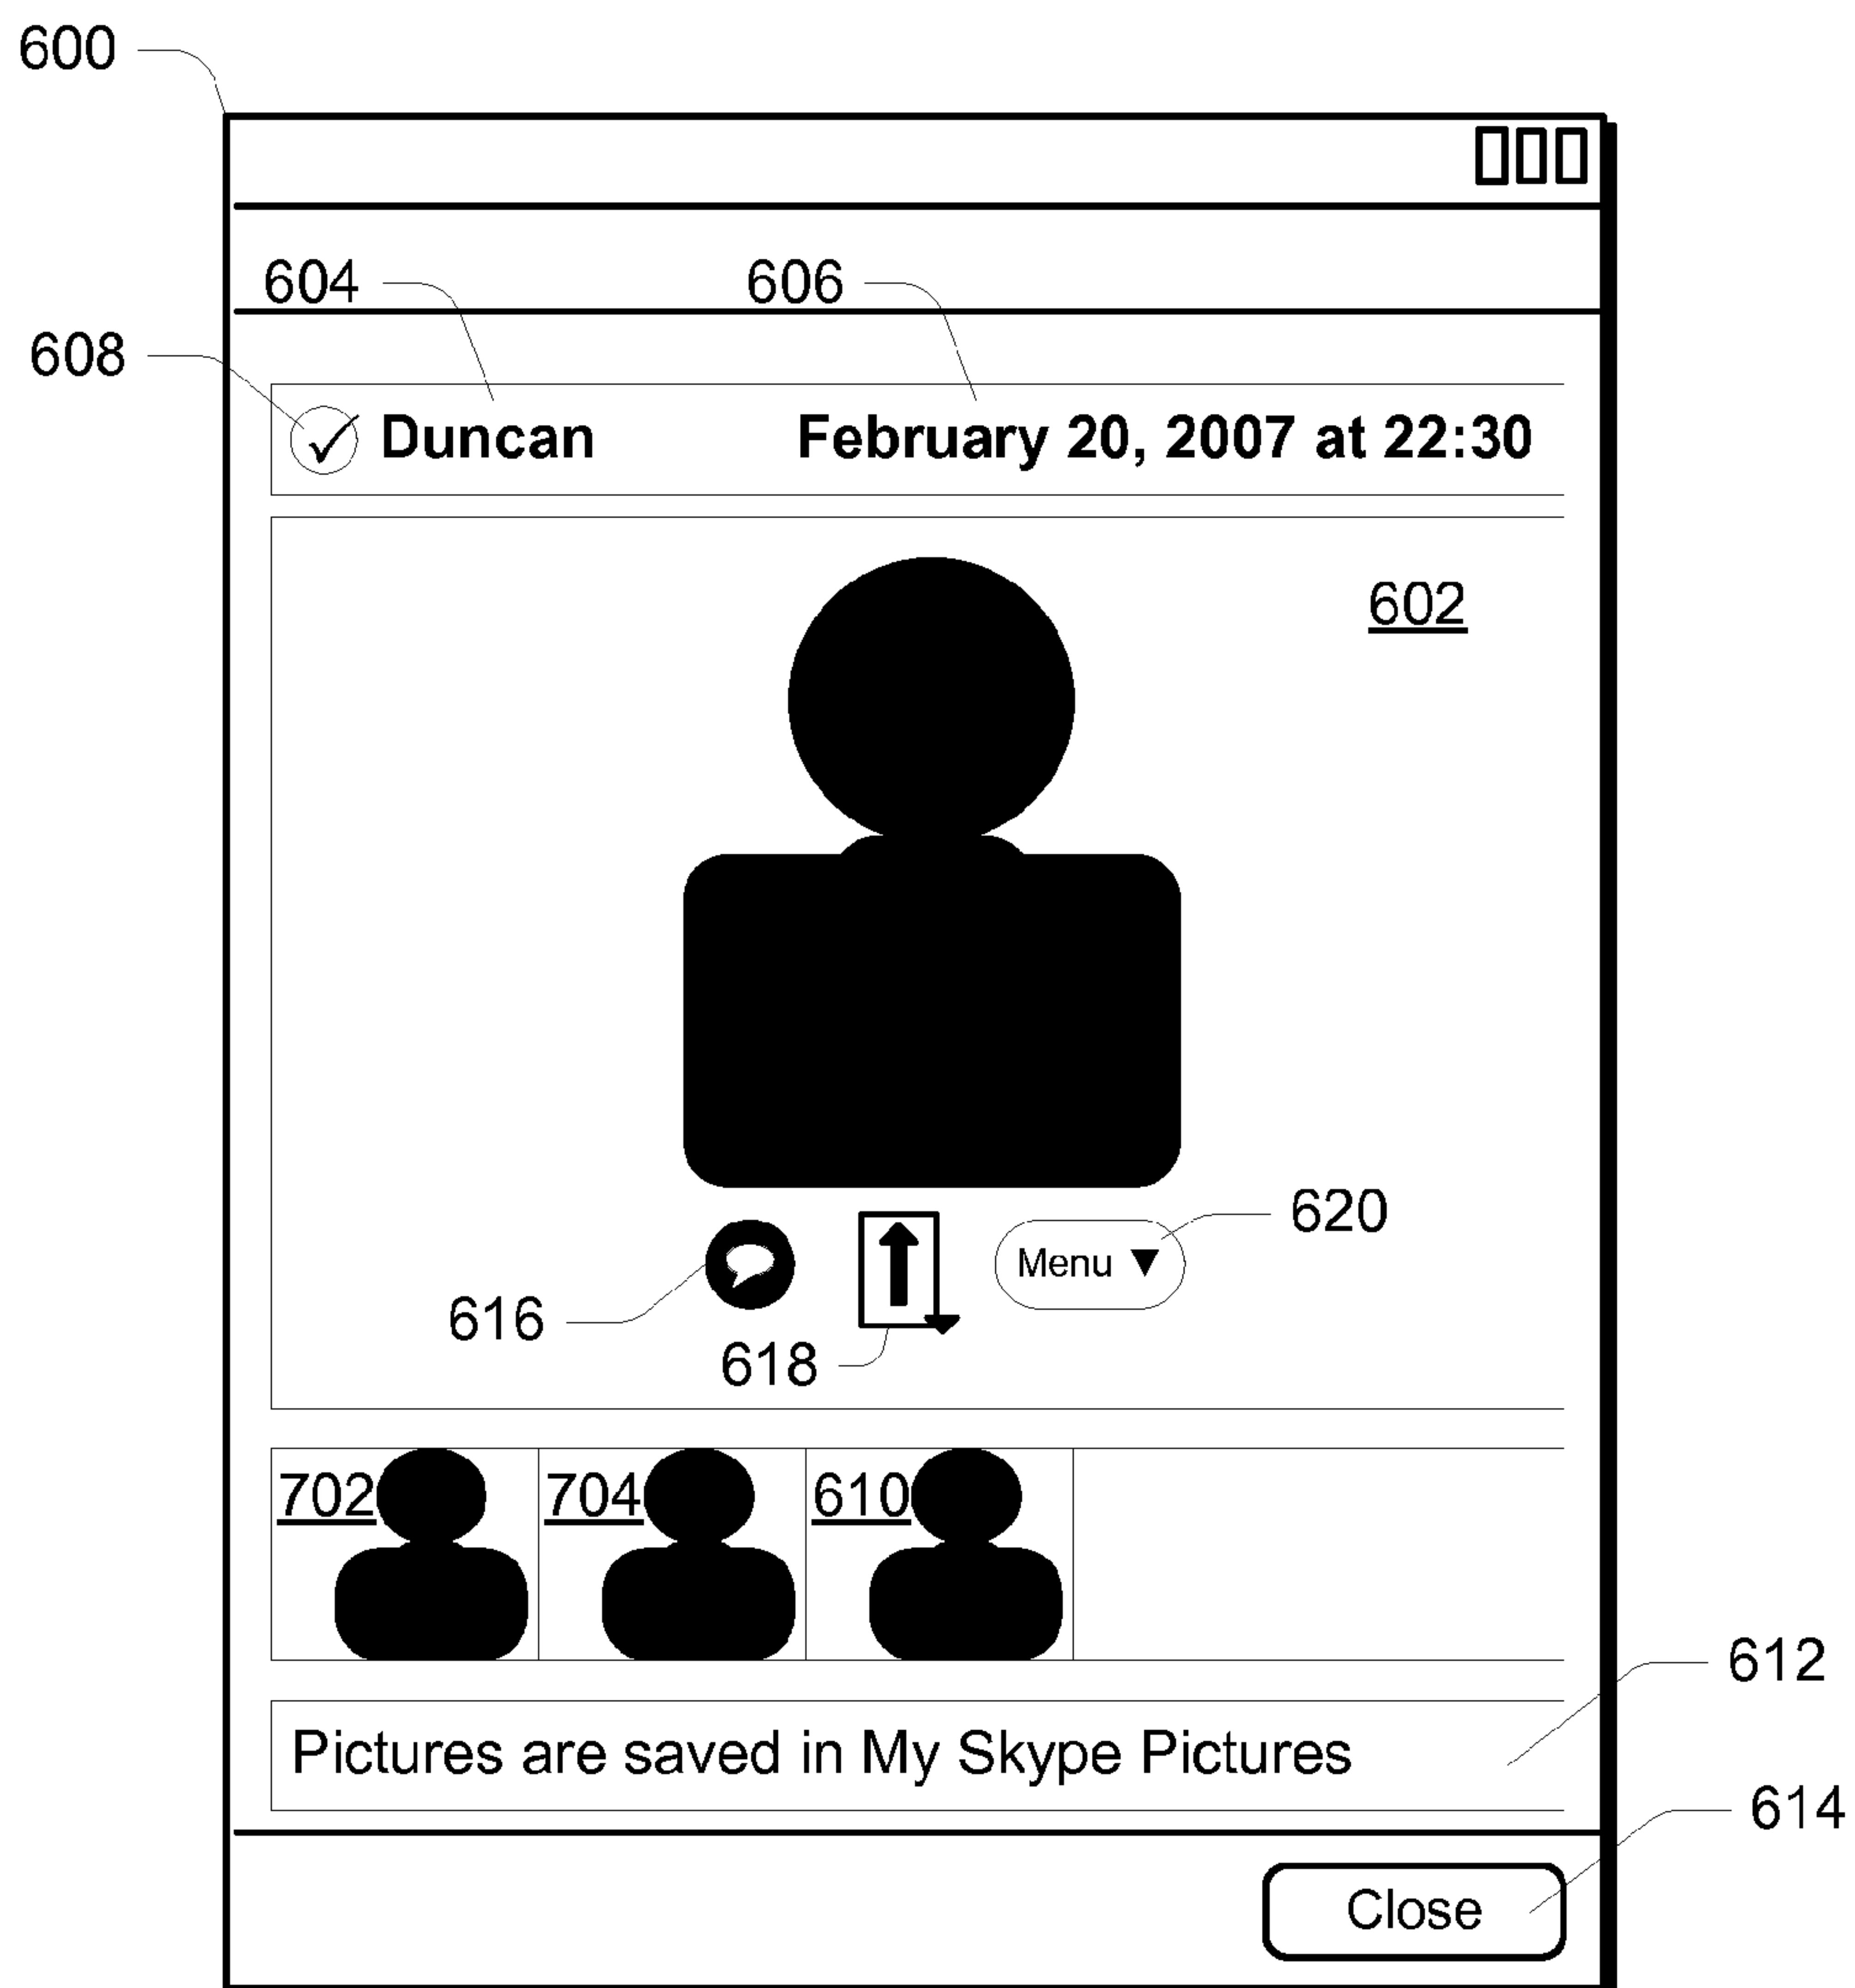 600
604 606
608
Duncan February 20, 2007 at 22:30
602
620
Menu
616
618
702 704 610
612
Pictures are saved in My Skype Pictures
614
Close